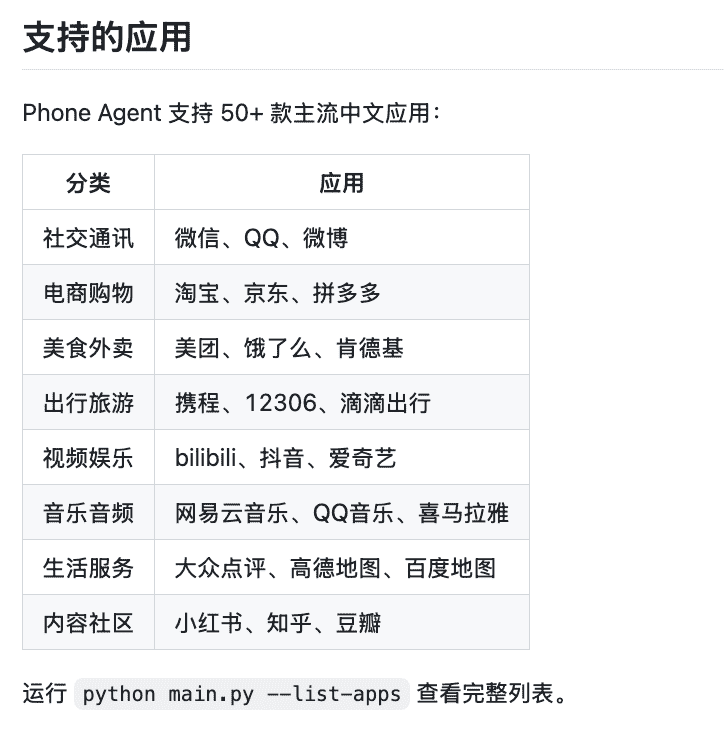 支持的应用
Phone Agent 支持 50+ 款主流中文应用：
分类 应用
社交通讯 微信、QQ、微博
电商购物 淘宝、京东、拼多多
美食外卖 美团、饿了么、肯德基
出行旅游 携程、12306、滴滴出行
视频娱乐 bilibili、抖音、爱奇艺
音乐音频 网易云音乐、QQ音乐、喜马拉雅
生活服务 大众点评、高德地图、百度地图
内容社区 小红书、知乎、豆瓣
运行 python main.py --list-apps 查看完整列表。